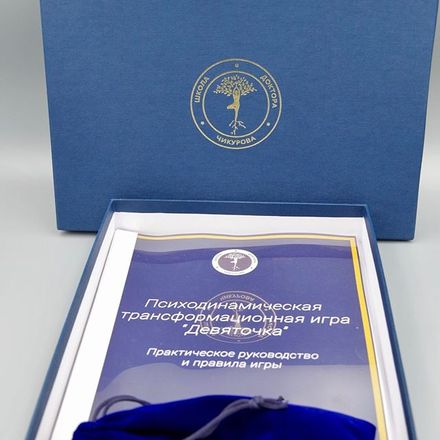 ШКОЛА ДОКТОРА
ЧИКУРОВА
Психодинамическая
трансформационная игра
"Девяточка"
Практическое руководство
и правила игры